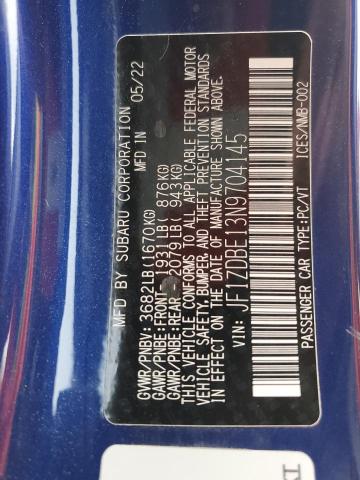 MFD BY SUBARU CORPORATION
MFD IN 05/22
GVWR/PNBV: 3682LB(1670KG)
GAWR/PNBE:FRONT 1931LB( 876KG)
GAWR/PNBE:REAR 2079LB( 943KG)
THIS VEHICLE CONFORMS TO ALL APPLICABLE FEDERAL MOTOR
VEHICLE SAFETY,BUMPER,AND THEFT PREVENTION STANDARDS
IN EFFECT ON THE DATE OF MANUFACTURE SHOWN ABOVE.
VIN: JF1ZDBE13N9704145
PASSENGER CAR TYPE:PC/VT
ICES/NMB-002